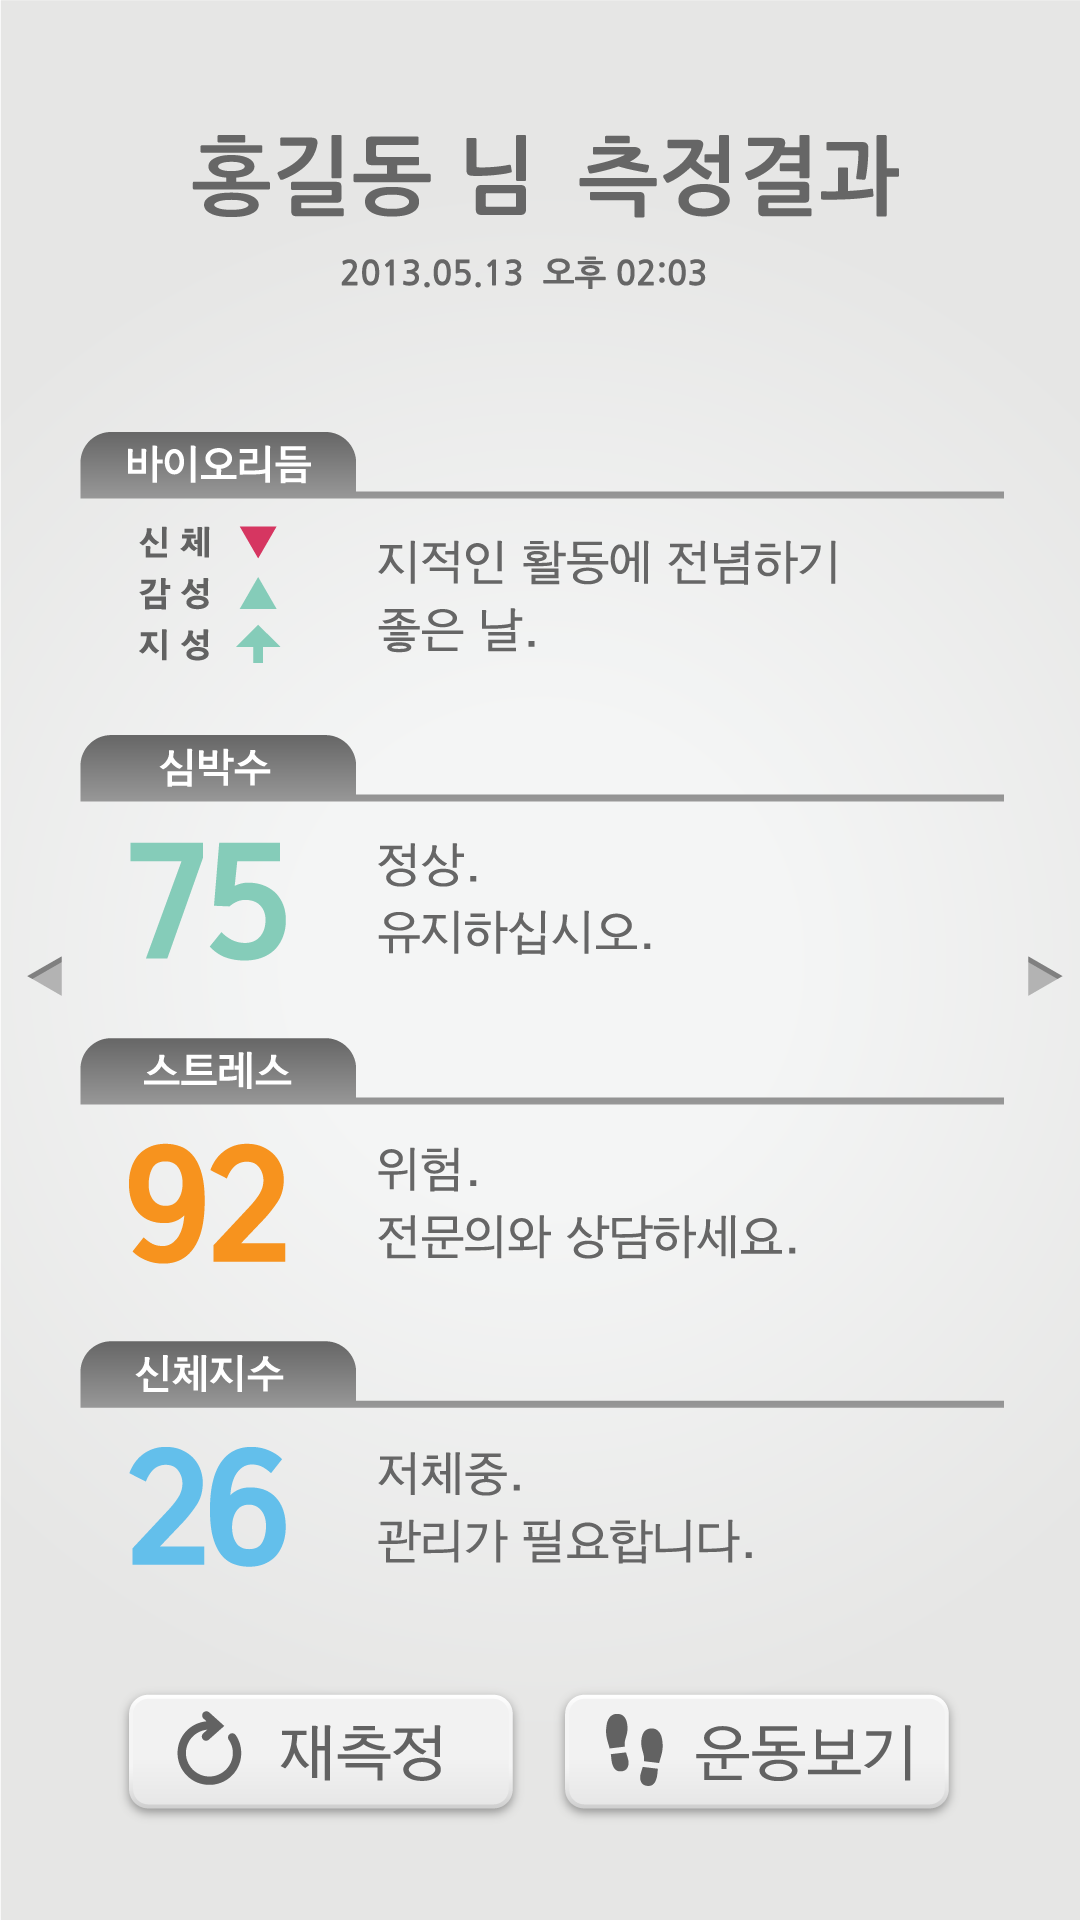 홍길동 님 측정결과
2013.05.13 오후 02:03
바이오리듬
신 체
감 성
지 성
지적인 활동에 전념하기
좋은 날.
심박수
75
정상.
유지하십시오.
스트레스
92
위험.
전문의와 상담하세요.
신체지수
26
저체중.
관리가 필요합니다.
재측정
운동보기